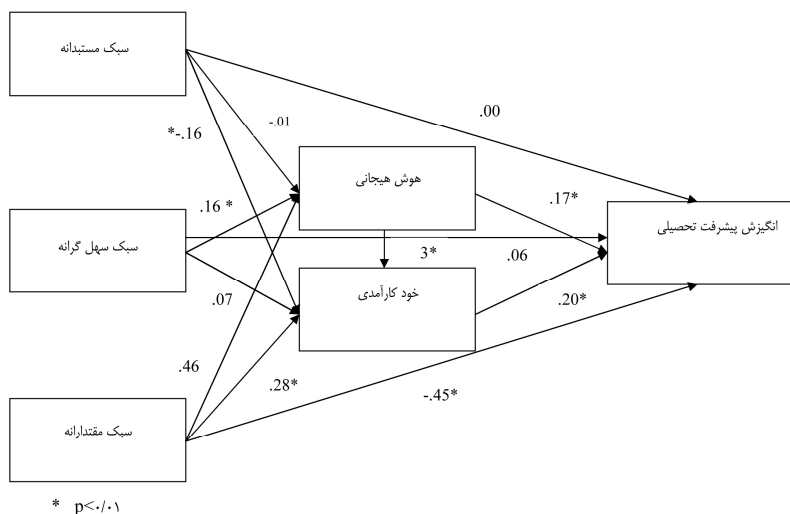 سبک مستبدانه
.00
-.01
*-.16
هوش هیجانی
.16 *
.17*
انگیزش پیشرفت تحصیلی
سبک سهل گرانه
3*
.06
خود کارآمدی
.07
.20*
.46
.28*
-.45*
سبک مقتدارانه
* p<۰/۰۱